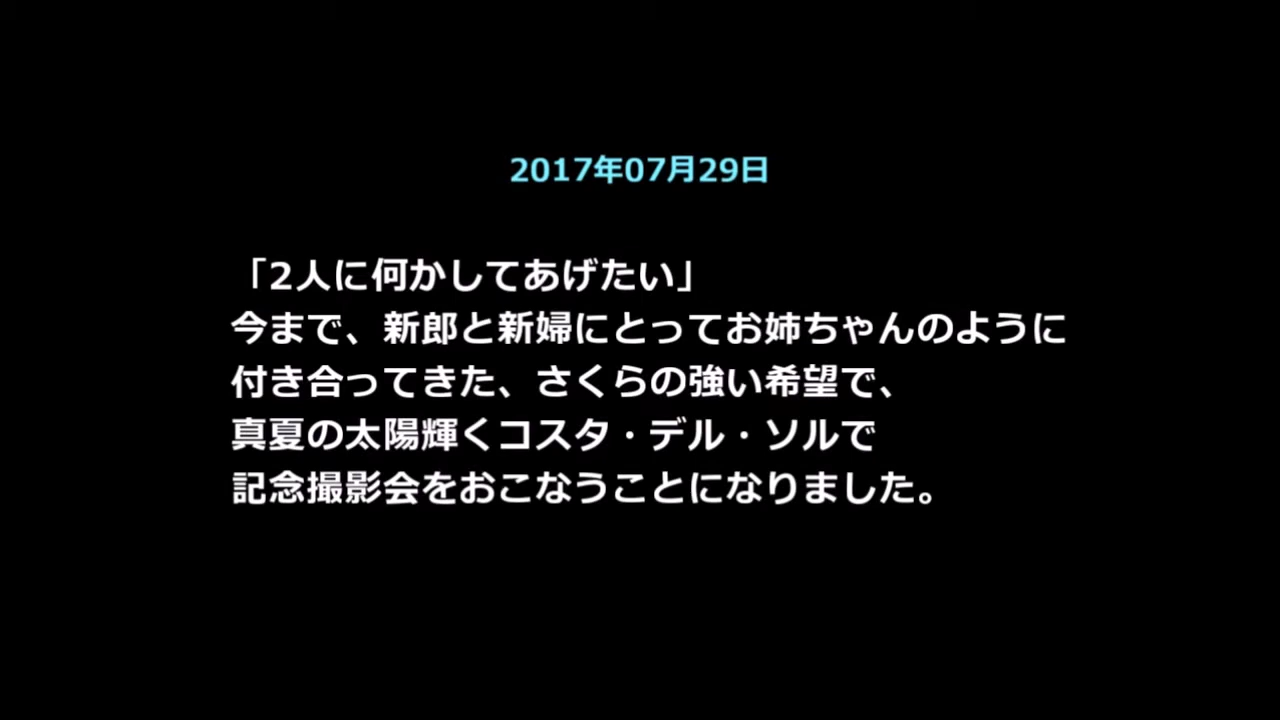 2017年07月29日
「2人に何かしてあげたい」
今まで、新郎と新婦にとってお姉ちゃんのように
付き合ってきた、さくらの強い希望で、
真夏の太陽輝くコスタ・デル・ソルで
記念撮影会をおこなうことになりました。